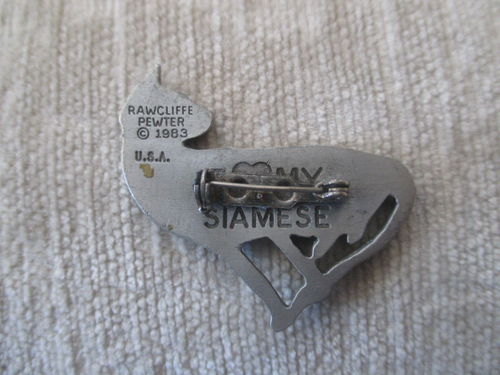 RAWCLIFFE
PEWTER
© 1983
U.S.A.
♥ MY
SIAMESE